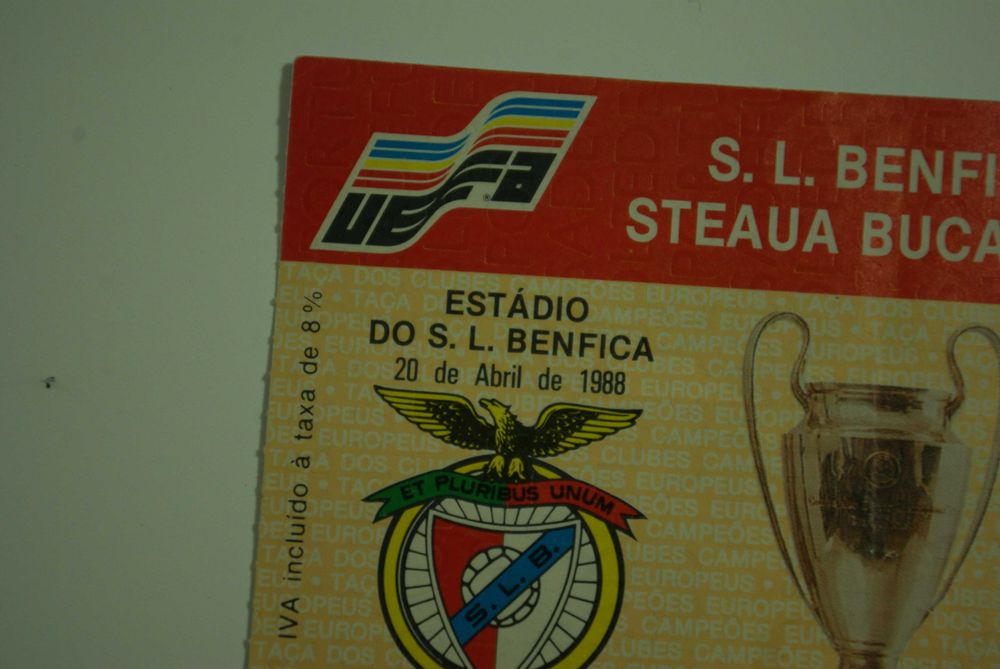 UEFA
S. L. BENFI
STEAUA BUCA
ESTÁDIO
DO S. L. BENFICA
20 de Abril de 1988
ET PLURIBUS UNUM
S. L. B.
IVA incluído à taxa de 8%
TAÇA DOS CLUBES CAMPEÕES EUROPEUS